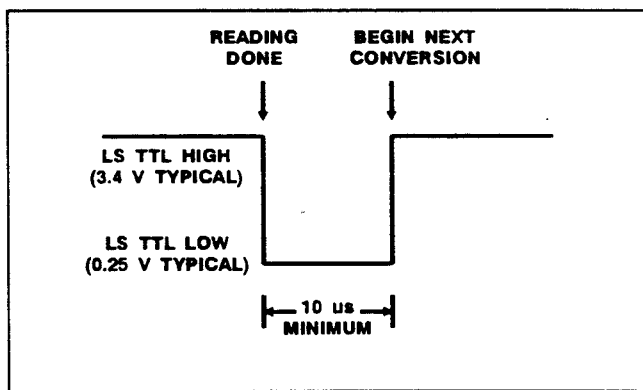 READING
DONE
BEGIN NEXT
CONVERSION
LS TTL HIGH
(3.4 V TYPICAL)
LS TTL LOW
(0.25 V TYPICAL)
10 us
MINIMUM